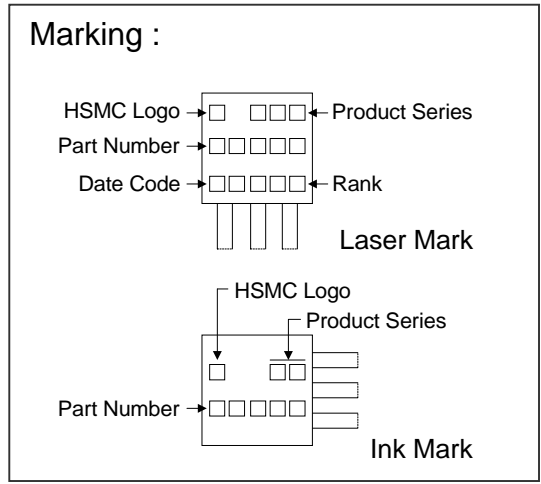 Marking :
HSMC Logo
Product Series
Part Number
Date Code
Rank
Laser Mark
HSMC Logo
Product Series
Part Number
Ink Mark